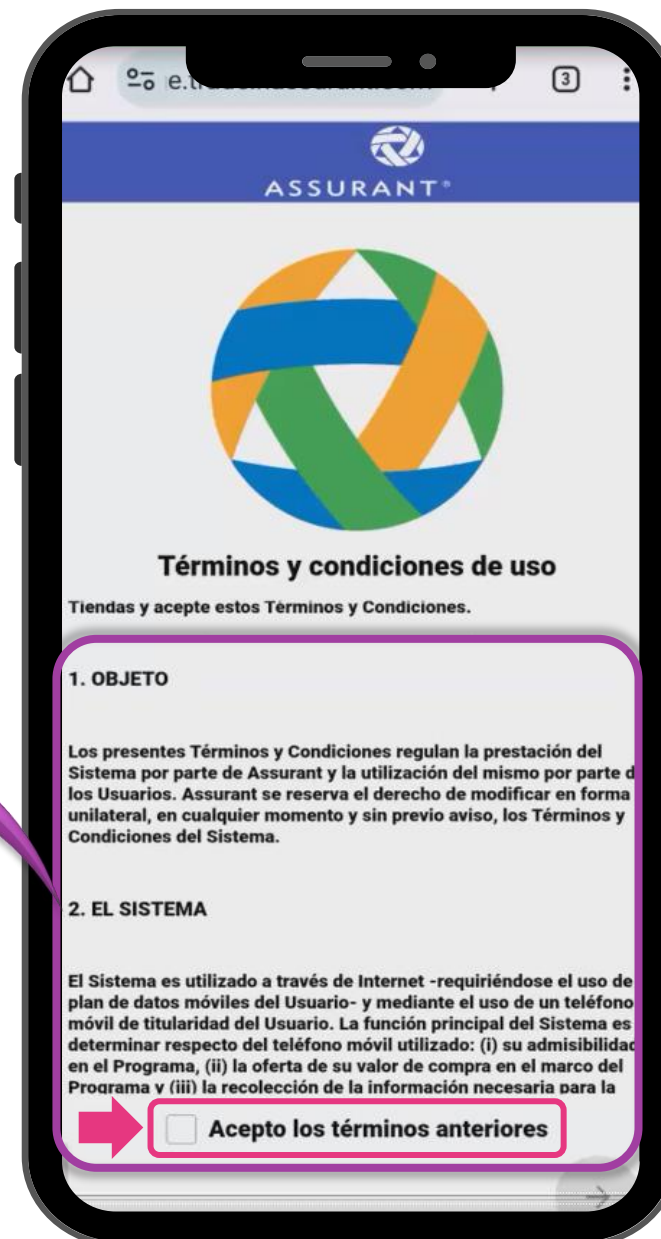 3
ASSURANT®
Términos y condiciones de uso
Tiendas y acepte estos Términos y Condiciones.
1. OBJETO
Los presentes Términos y Condiciones regulan la prestación del
Sistema por parte de Assurant y la utilización del mismo por parte d
los Usuarios. Assurant se reserva el derecho de modificar en forma
unilateral, en cualquier momento y sin previo aviso, los Términos y
Condiciones del Sistema.
2. EL SISTEMA
El Sistema es utilizado a través de Internet -requiriéndose el uso de
plan de datos móviles del Usuario- y mediante el uso de un teléfono
móvil de titularidad del Usuario. La función principal del Sistema es
determinar respecto del teléfono móvil utilizado: (i) su admisibilidad
en el Programa, (ii) la oferta de su valor de compra en el marco del
Programa y (iii) la recolección de la información necesaria para la
Acepto los términos anteriores